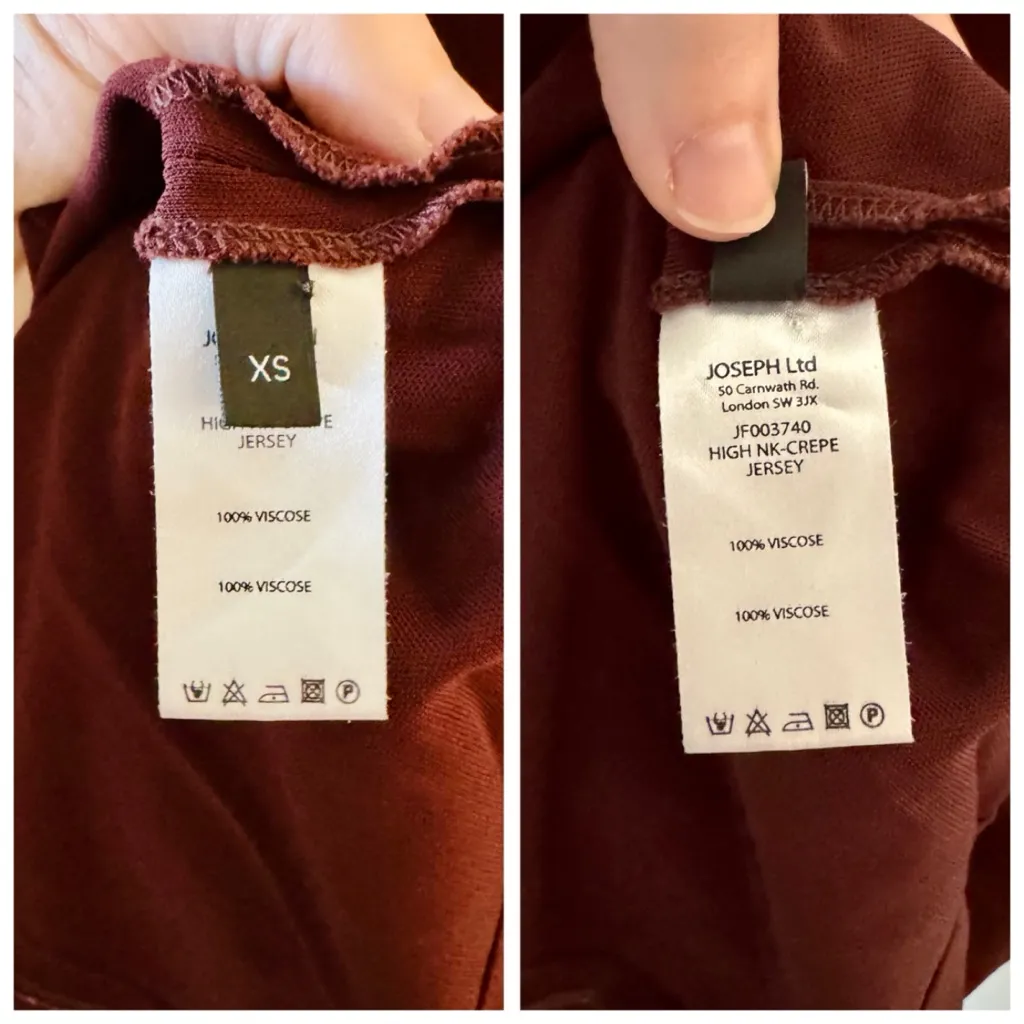 XS
JERSEY
100% VISCOSE
100% VISCOSE
P
JOSEPH Ltd
50 Carnwath Rd.
London SW 3JX
JF003740
HIGH NK-CREPE
JERSEY
100% VISCOSE
100% VISCOSE
P